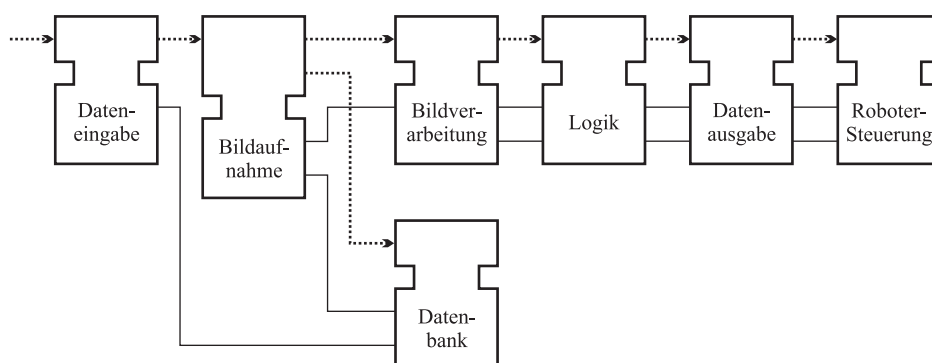 Daten-
eingabe
Bildauf-
nahme
Bildver-
arbeitung
Logik
Daten-
ausgabe
Roboter-
Steuerung
Daten-
bank